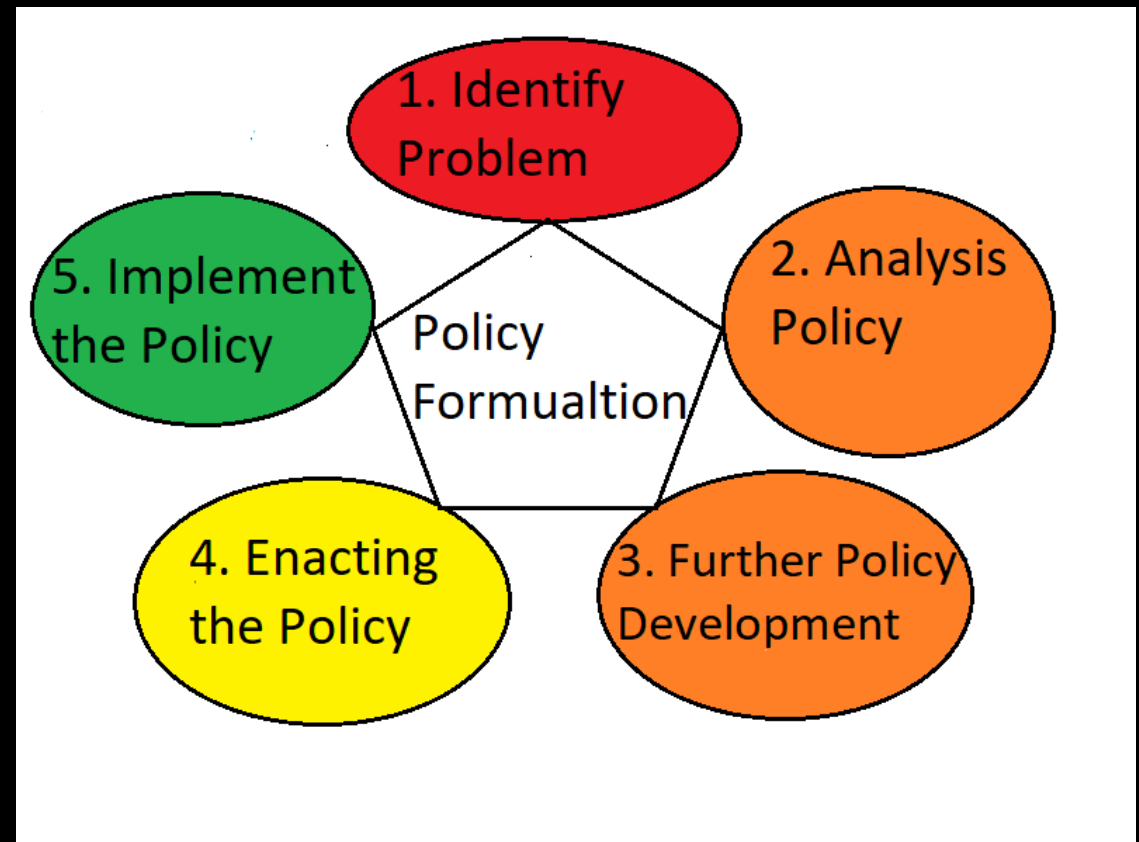 1. Identify
Problem
2. Analysis
Policy
3. Further Policy
Development
4. Enacting
the Policy
5. Implement
the Policy
Policy
Formualtion